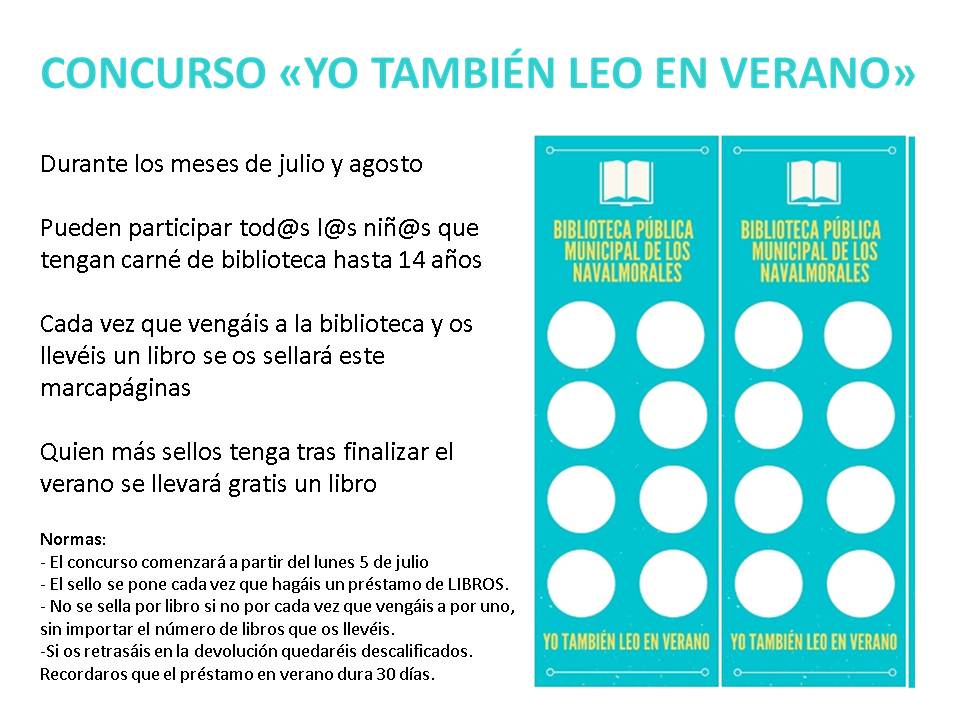 CONCURSO «YO TAMBIÉN LEO EN VERANO»
Durante los meses de julio y agosto
Pueden participar tod@s l@s niñ@s que
tengan carné de biblioteca hasta 14 años
Cada vez que vengáis a la biblioteca y os
llevéis un libro se os sellará este
marcapáginas
Quien más sellos tenga tras finalizar el
verano se llevará gratis un libro
Normas:
- El concurso comenzará a partir del lunes 5 de julio
- El sello se pone cada vez que hagáis un préstamo de LIBROS.
- No se sella por libro si no por cada vez que vengáis a por uno,
sin importar el número de libros que os llevéis.
-Si os retrasáis en la devolución quedaréis descalificados.
Recordaros que el préstamo en verano dura 30 días.
BIBLIOTECA PÚBLICA
MUNICIPAL DE LOS
NAVALMORALES
YO TAMBIÉN LEO EN VERANO
BIBLIOTECA PÚBLICA
MUNICIPAL DE LOS
NAVALMORALES
YO TAMBIÉN LEO EN VERANO